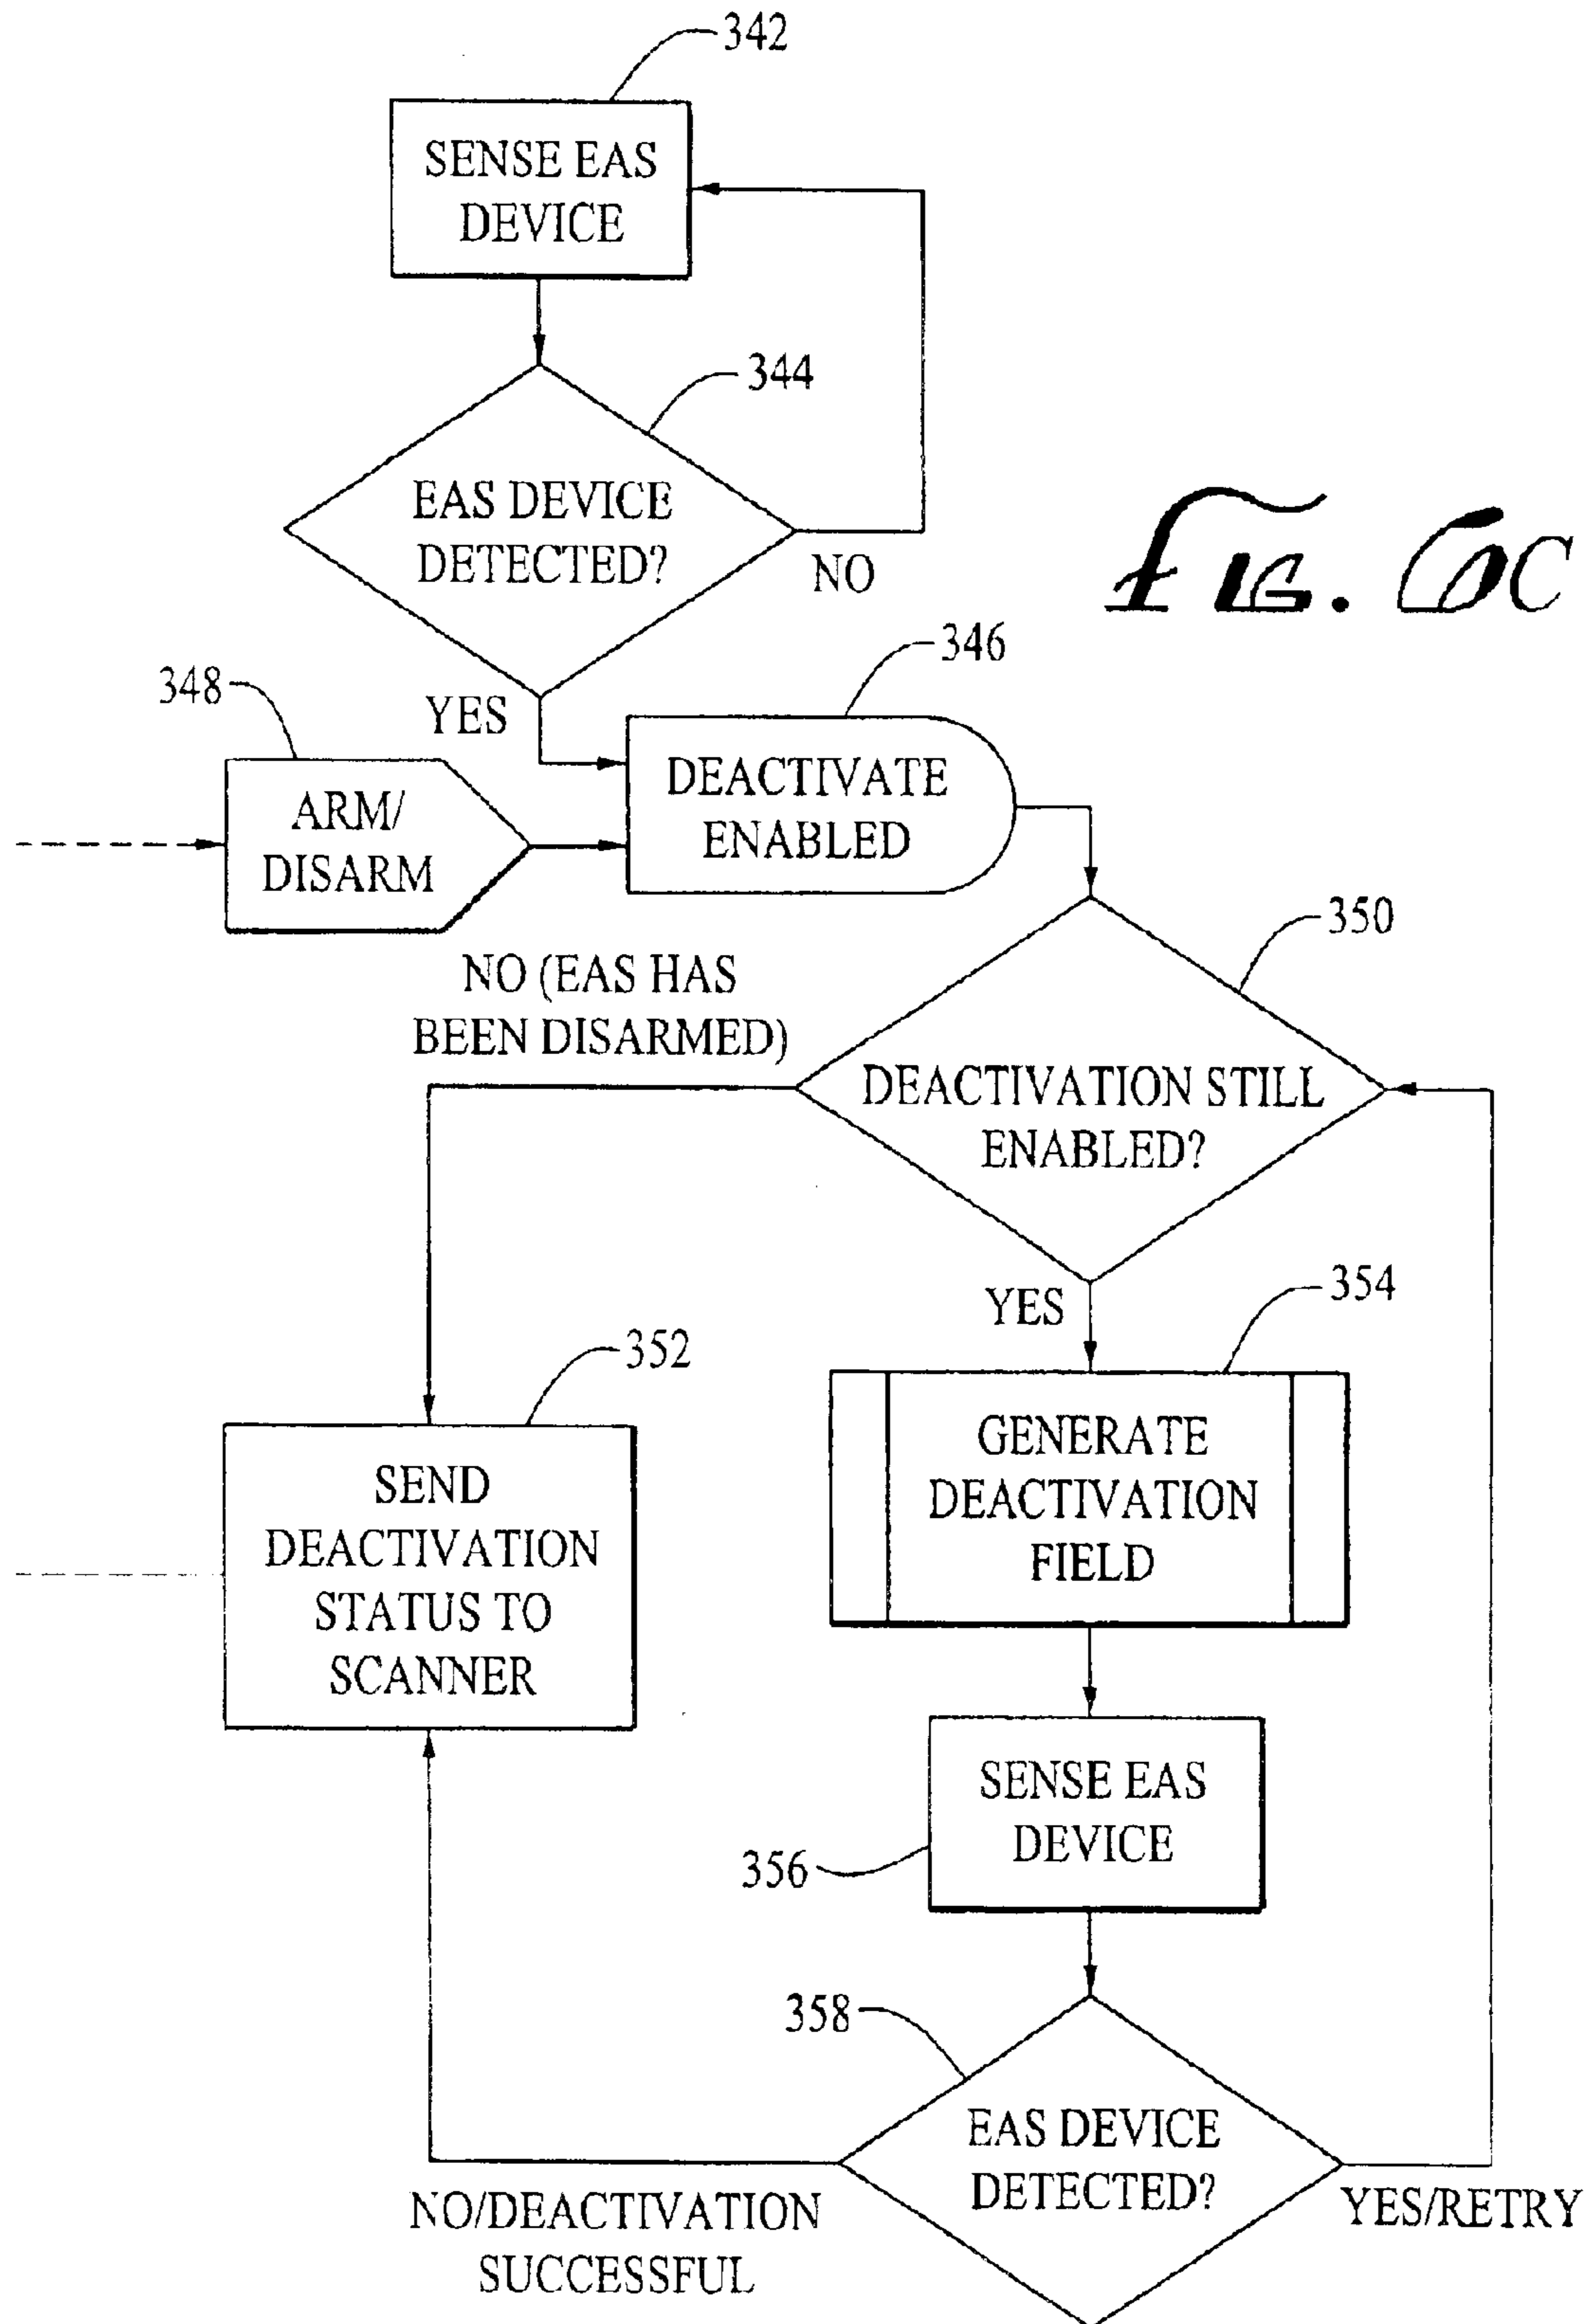 342
SENSE EAS
DEVICE
344
EAS DEVICE
DETECTED?
NO
FIG. 6C
YES
346
348
DEACTIVATE
ENABLED
ARM/
DISARM
350
NO (EAS HAS
BEEN DISARMED)
DEACTIVATION STILL
ENABLED?
YES
354
352
GENERATE
DEACTIVATION
FIELD
SEND
DEACTIVATION
STATUS TO
SCANNER
SENSE EAS
DEVICE
356
358
EAS DEVICE
DETECTED?
NO/DEACTIVATION
SUCCESSFUL
YES/RETRY